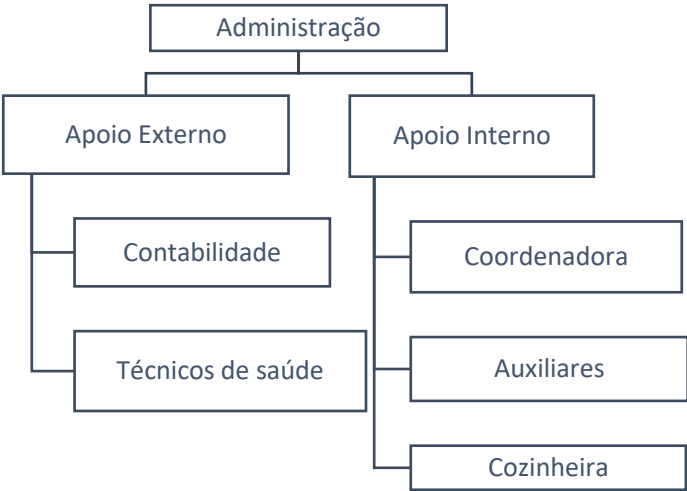 Administração
Apoio Externo
Apoio Interno
Contabilidade
Coordenadora
Técnicos de saúde
Auxiliares
Cozinheira